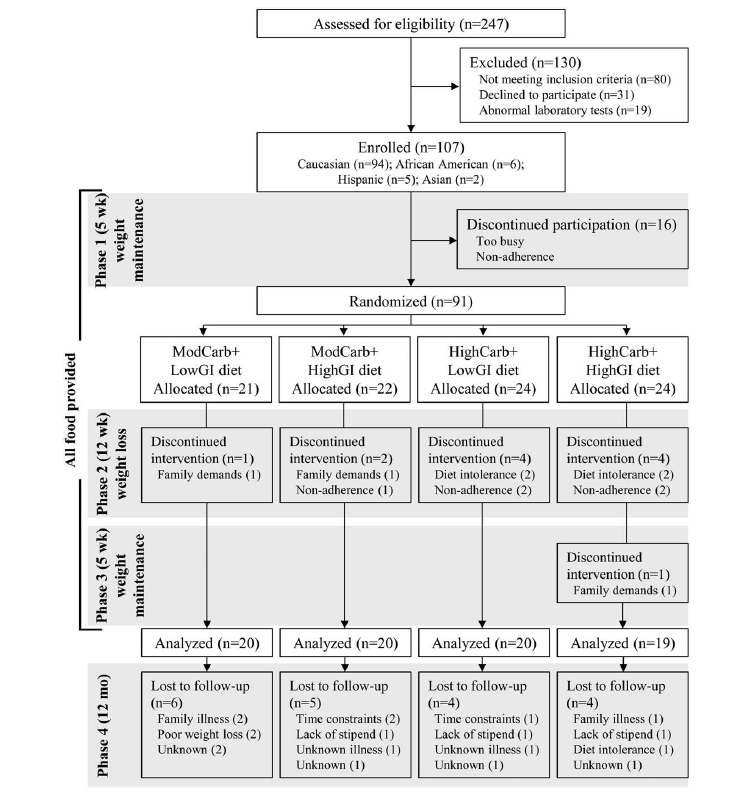 Assessed for eligibility (n=247)
Excluded (n=130)
Not meeting inclusion criteria (n=80)
Declined to participate (n=31)
Abnormal laboratory tests (n=19)
Enrolled (n=107)
Caucasian (n=94); African American (n=6);
Hispanic (n=5); Asian (n=2)
All food provided
Phase 1 (5 wk)
weight
maintenance
Discontinued participation (n=16)
Too busy
Non-adherence
Randomized (n=91)
ModCarb+
LowGI diet
Allocated (n=21)
ModCarb+
HighGI diet
Allocated (n=22)
HighCarb+
LowGI diet
Allocated (n=24)
HighCarb+
HighGI diet
Allocated (n=24)
Phase 2 (12 wk)
weight loss
Discontinued
intervention (n=1)
Family demands (1)
Discontinued
intervention (n=2)
Family demands (1)
Non-adherence (1)
Discontinued
intervention (n=4)
Diet intolerance (2)
Non-adherence (2)
Discontinued
intervention (n=4)
Diet intolerance (2)
Non-adherence (2)
Phase 3 (5 wk)
weight
maintenance
Discontinued
intervention (n=1)
Family demands (1)
Analyzed (n=20)
Analyzed (n=20)
Analyzed (n=20)
Analyzed (n=19)
Phase 4 (12 mo)
Lost to follow-up
(n=6)
Family illness (2)
Poor weight loss (2)
Unknown (2)
Lost to follow-up
(n=5)
Time constraints (2)
Lack of stipend (1)
Unknown illness (1)
Unknown (1)
Lost to follow-up
(n=4)
Time constraints (1)
Lack of stipend (1)
Unknown illness (1)
Unknown (1)
Lost to follow-up
(n=4)
Family illness (1)
Lack of stipend (1)
Diet intolerance (1)
Unknown (1)